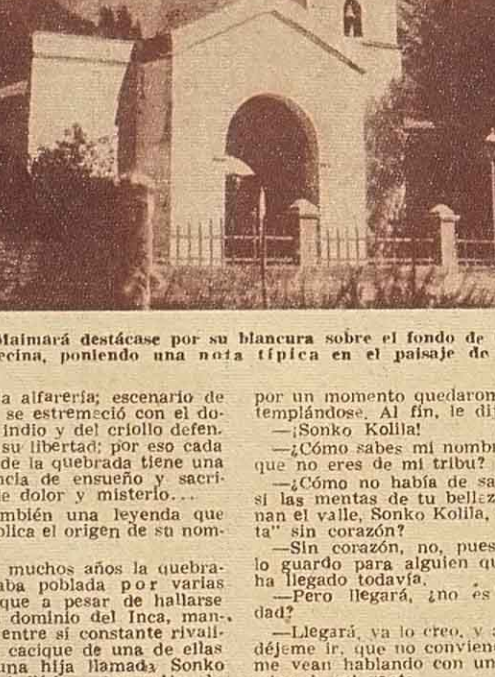 Maimará destácase por su blancura sobre el fondo de
ecina, poniendo una nota típica en el paisaje de
a alfarería; escenario de
se estremeció con el do-
indio y del criollo defen.
su libertad; por eso cada
de la quebrada tiene una
ncia de ensueño y sacri-
e dolor y misterio...
mbién una leyenda que
plica el origen de su nom-
muchos años la quebra-
aba poblada por varias
que a pesar de hallarse
dominio del Inca, man-
entre sí constante rivali-
cacique de una de ellas
una hija llamada Sonko
por un momento quedaron
templándose. Al fin, le di
—¡Sonko Kolila!
—¿Cómo sabes mi nombr
que no eres de mi tribu?
—¿Cómo no había de sa
si las mentas de tu bellez
nan el valle, Sonko Kolila,
ta" sin corazón?
—Sin corazón, no, pues
lo guardo para alguien qu
ha llegado todavía.
—Pero llegará, ¿no es
dad?
—Llegará, ya lo creo, y a
déjeme ir, que no convien
me vean hablando con un